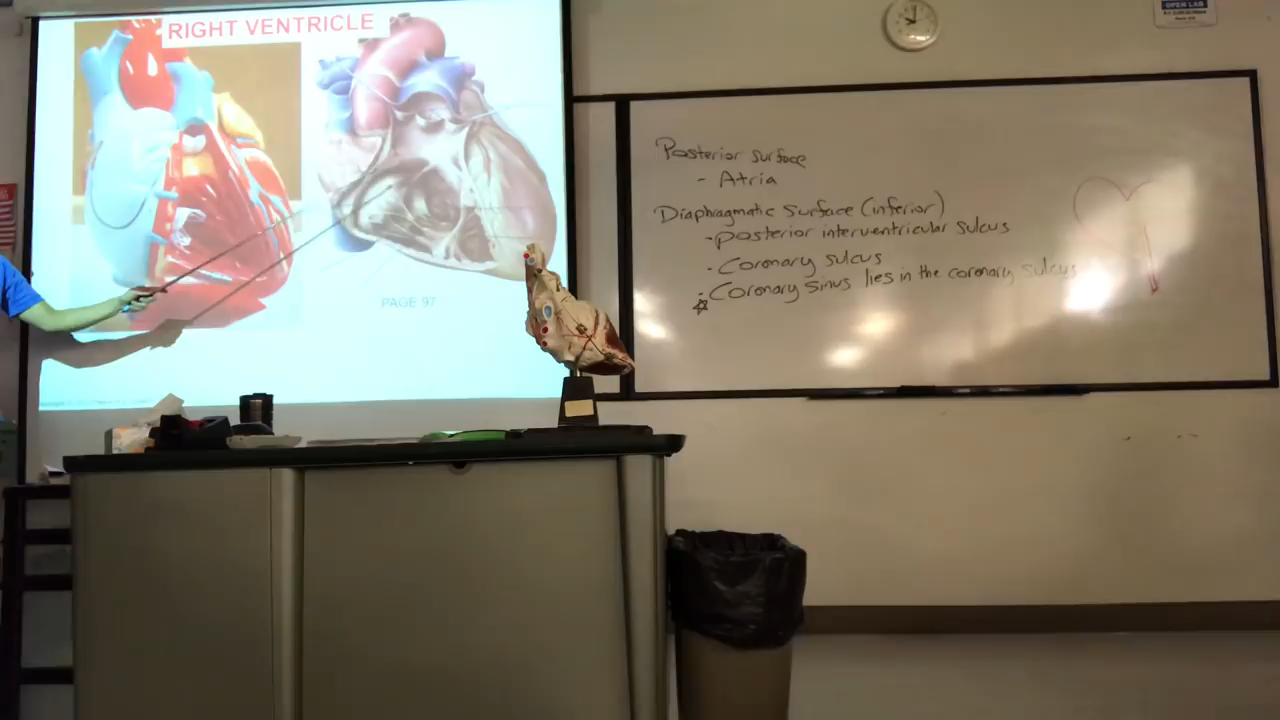 RIGHT VENTRICLE
PAGE 97
Posterior surface
- Atria
Diaphragmatic surface (inferior)
- posterior interventricular sulcus
- Coronary sulcus
- Coronary sinus lies in the coronary sulcus
OPEN LAB